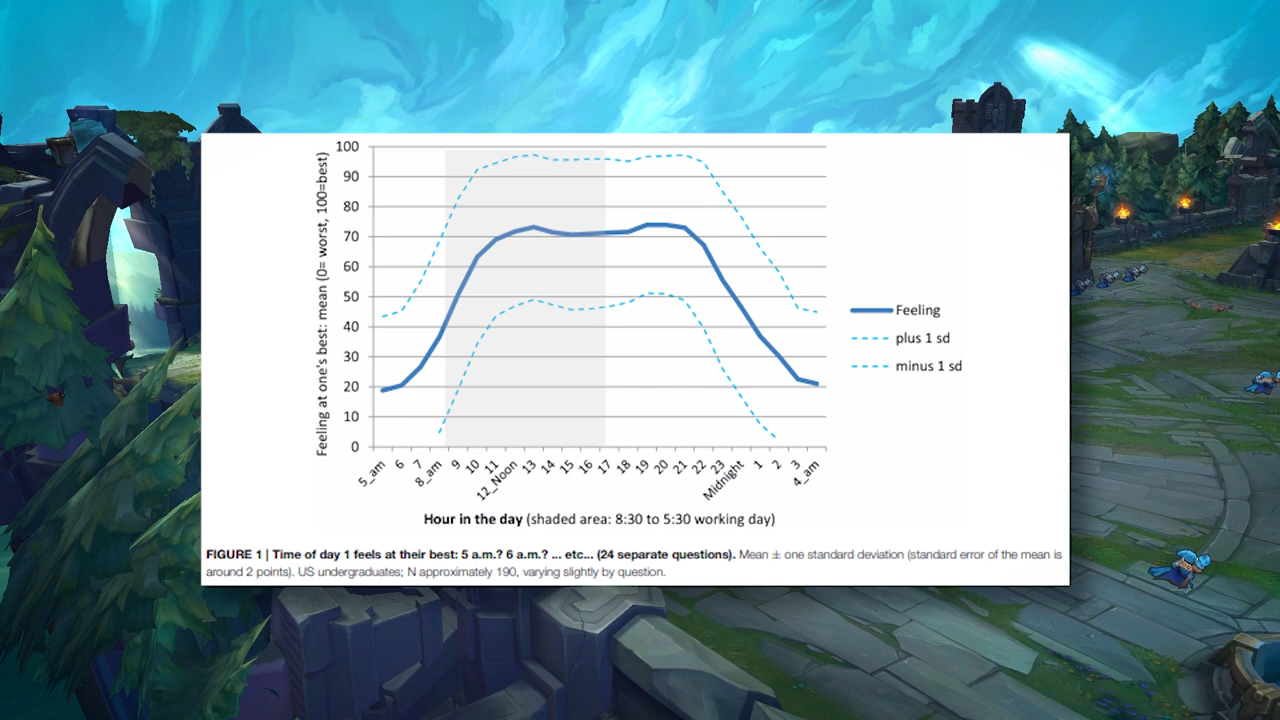 100
90
80
70
60
50
40
30
20
10
0
Feeling at one's best: mean (0= worst, 100=best)
5_am
6
7
8_am
9
10
11
12_Noon
13
14
15
16
17
18
19
20
21
22
23
Midnight
1
2
3
4_am
Hour in the day (shaded area: 8:30 to 5:30 working day)
Feeling
plus 1 sd
minus 1 sd
FIGURE 1 | Time of day 1 feels at their best: 5 a.m.? 6 a.m.? ... etc... (24 separate questions). Mean ± one standard deviation (standard error of the mean is
around 2 points). US undergraduates; N approximately 190, varying slightly by question.